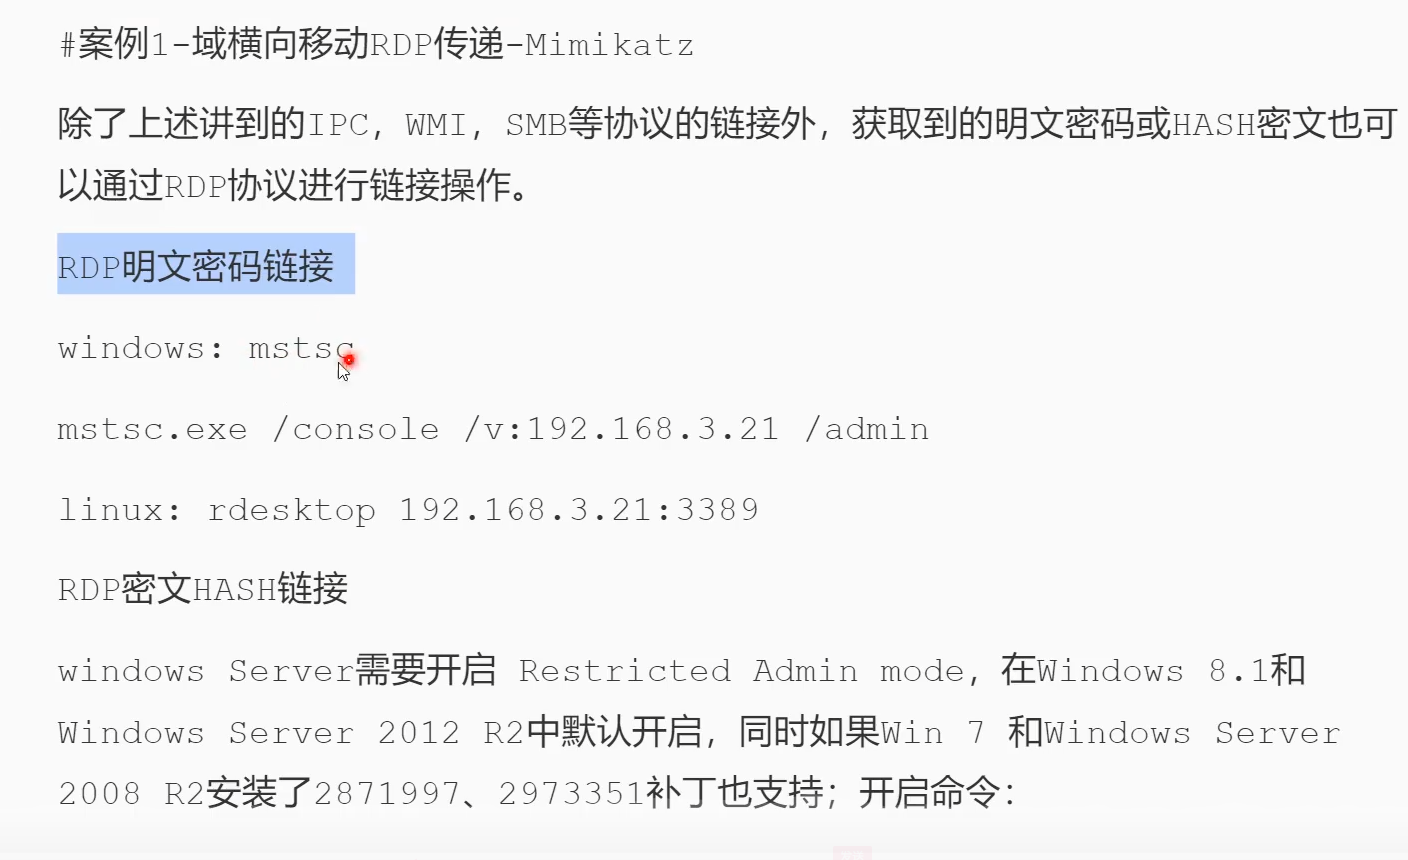 #案例1-域横向移动RDP传递-Mimikatz
除了上述讲到的IPC，WMI，SMB等协议的链接外，获取到的明文密码或HASH密文也可
以通过RDP协议进行链接操作。
RDP明文密码链接
windows: mstsc
mstsc.exe /console /v:192.168.3.21 /admin
linux: rdesktop 192.168.3.21:3389
RDP密文HASH链接
windows Server需要开启 Restricted Admin mode，在Windows 8.1和
Windows Server 2012 R2中默认开启，同时如果Win 7 和Windows Server
2008 R2安装了2871997、2973351补丁也支持；开启命令：